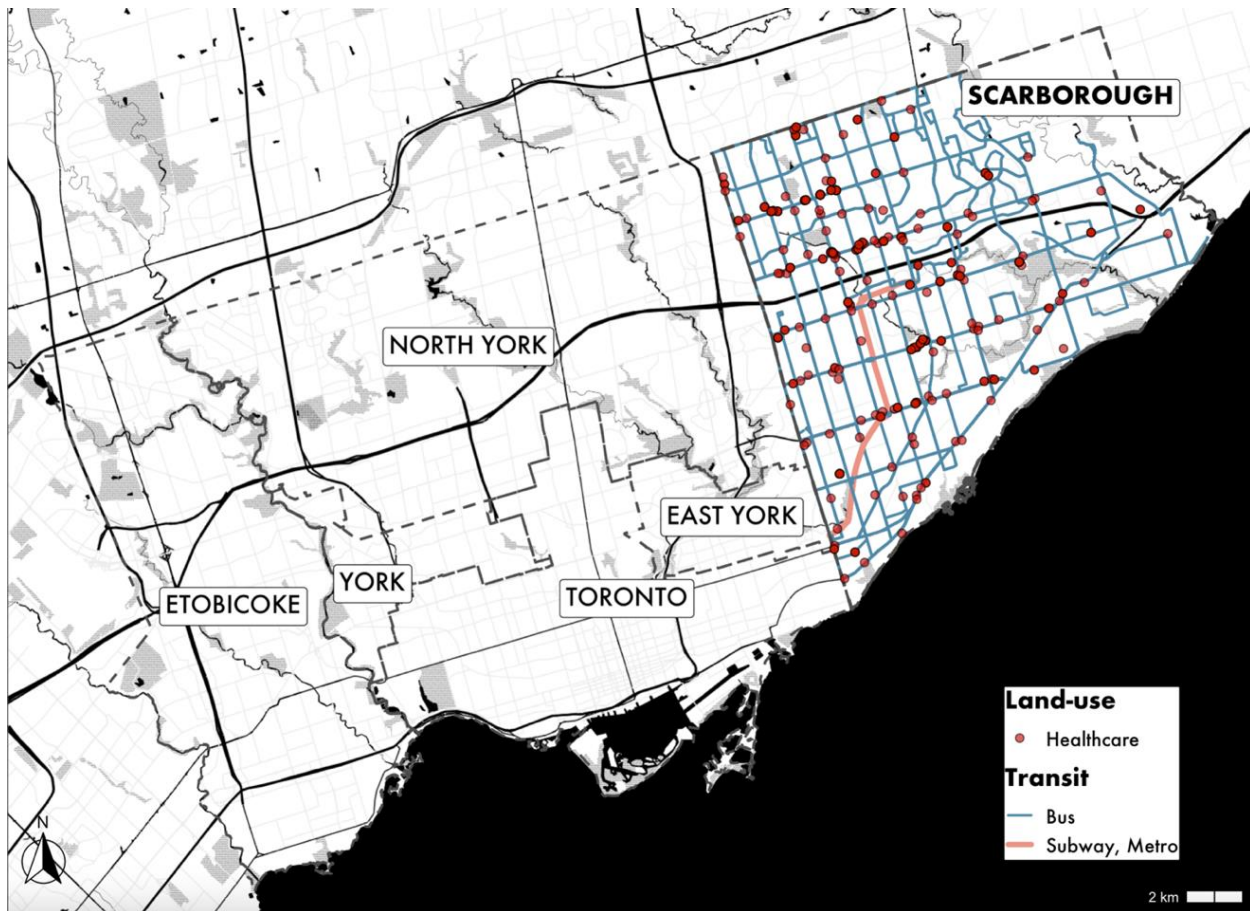 SCARBOROUGH
NORTH YORK
EAST YORK
YORK
ETOBICOKE
TORONTO
Land-use
Healthcare
Transit
Bus
Subway, Metro
N
2 km